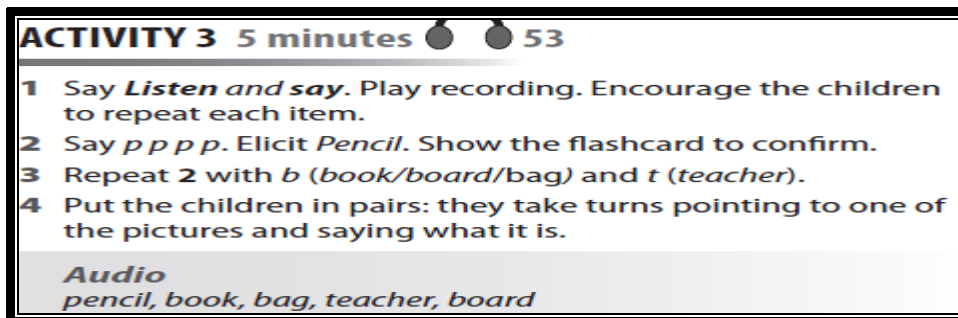 ACTIVITY 3 5 minutes 53
1 Say Listen and say. Play recording. Encourage the children
to repeat each item.
2 Say p p p p. Elicit Pencil. Show the flashcard to confirm.
3 Repeat 2 with b (book/board/bag) and t (teacher).
4 Put the children in pairs: they take turns pointing to one of
the pictures and saying what it is.
Audio
pencil, book, bag, teacher, board